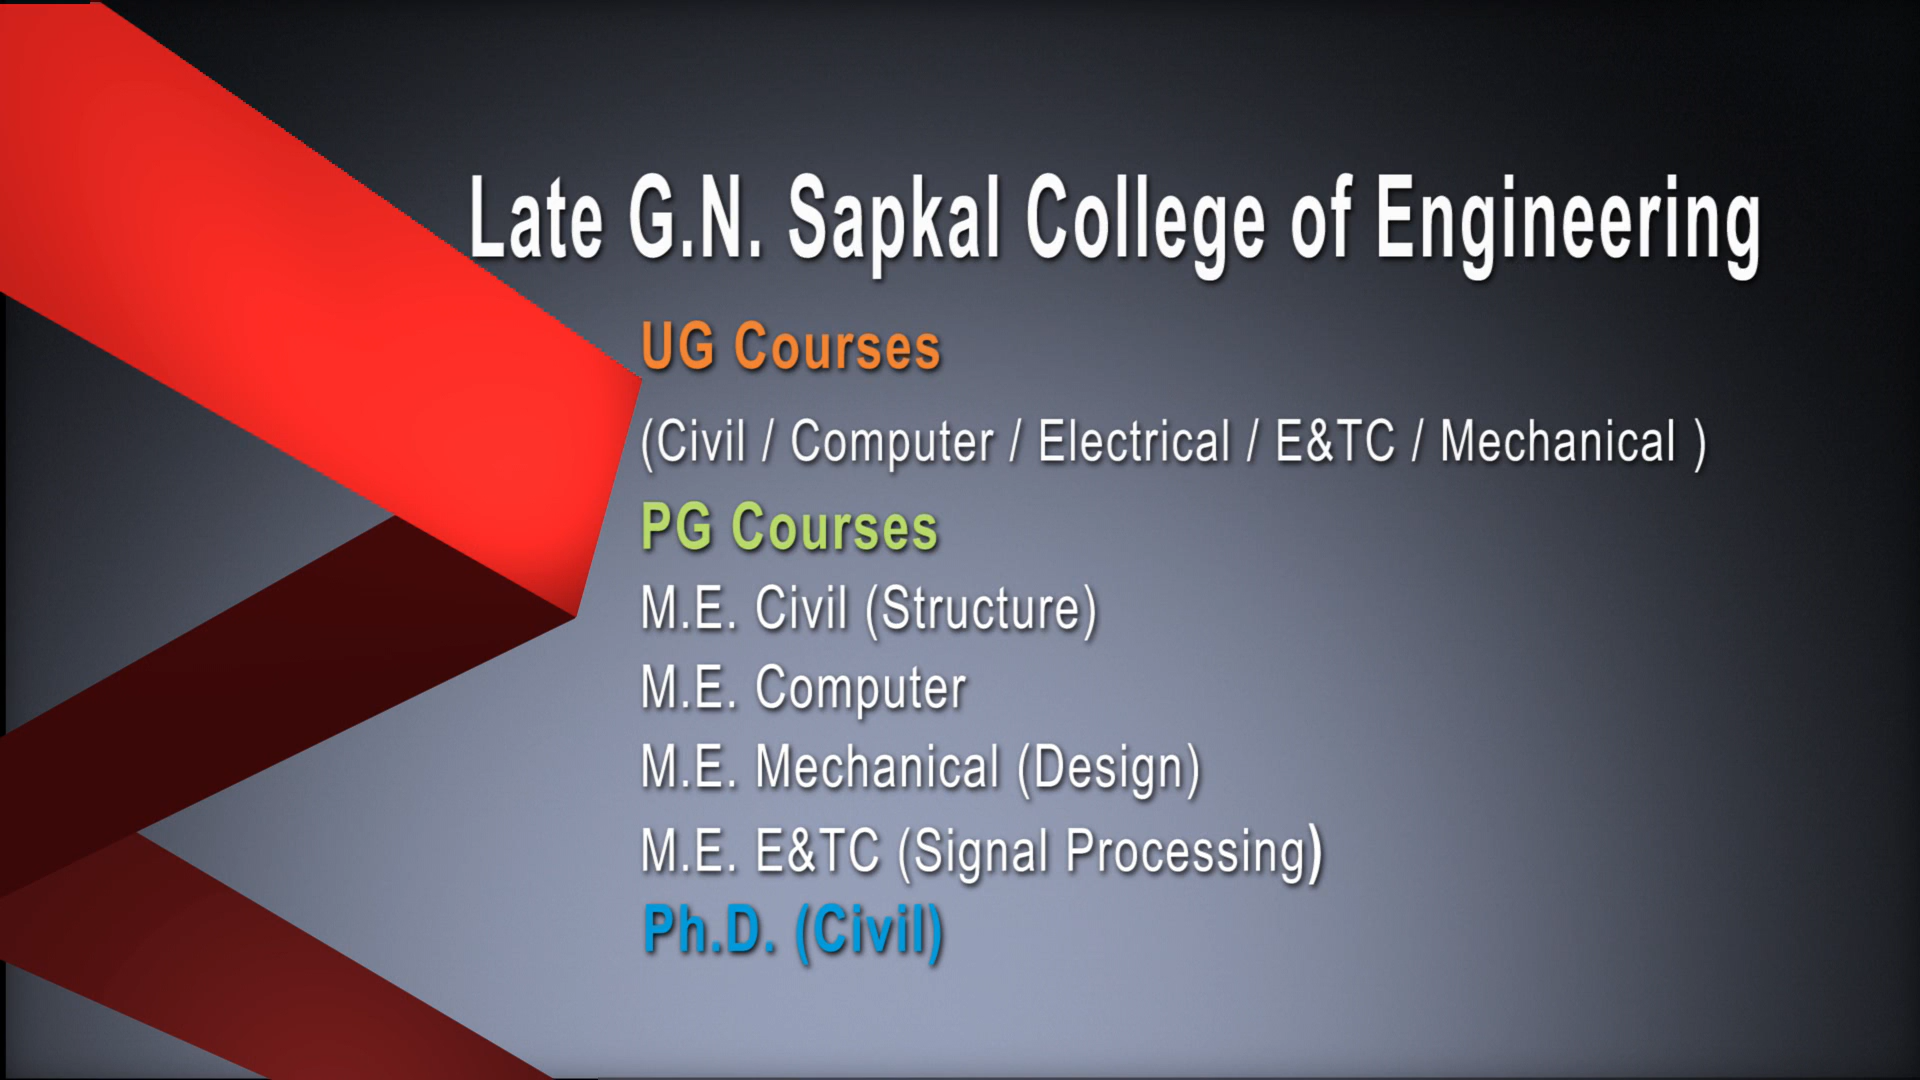 Late G.N. Sapkal College of Engineering
UG Courses
(Civil / Computer / Electrical / E&TC / Mechanical )
PG Courses
M.E. Civil (Structure)
M.E. Computer
M.E. Mechanical (Design)
M.E. E&TC (Signal Processing)
Ph.D. (Civil)